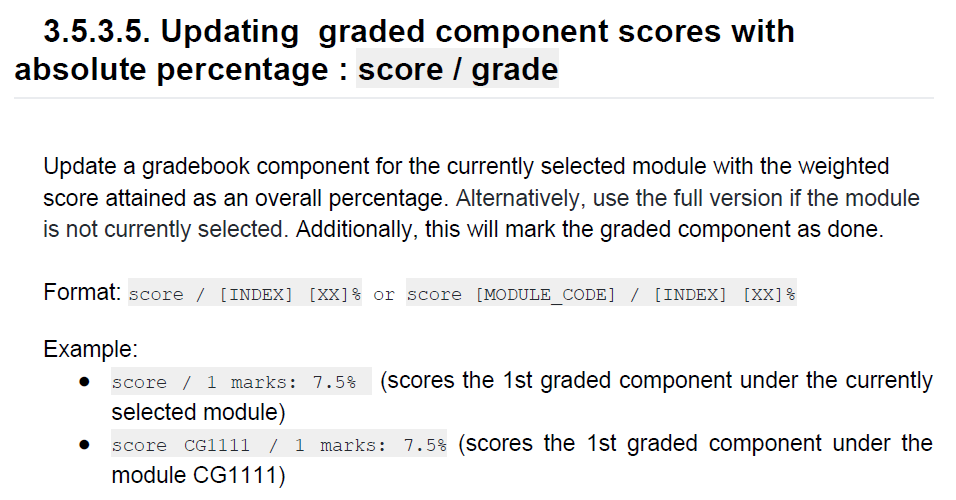 3.5.3.5. Updating  graded component scores with
absolute percentage : score / grade
Update a gradebook component for the currently selected module with the weighted
score attained as an overall percentage. Alternatively, use the full version if the module
is not currently selected. Additionally, this will mark the graded component as done.
Format: score / [INDEX] [XX]% or score [MODULE_CODE] / [INDEX] [XX]%
Example:
● score / 1 marks: 7.5% (scores the 1st graded component under the currently
selected module)
● score CG1111 / 1 marks: 7.5% (scores the 1st graded component under the
module CG1111)